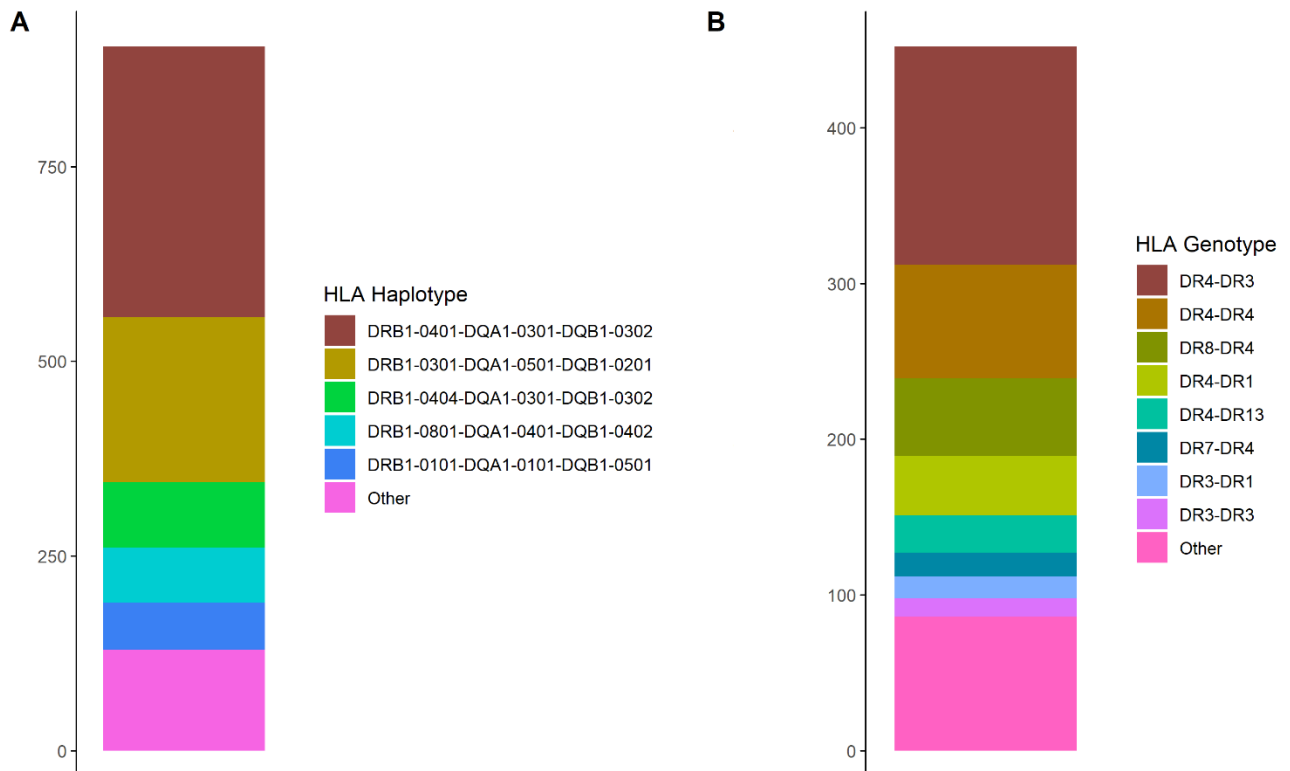 A
750
500
250
0
HLA Haplotype
DRB1-0401-DQA1-0301-DQB1-0302
DRB1-0301-DQA1-0501-DQB1-0201
DRB1-0404-DQA1-0301-DQB1-0302
DRB1-0801-DQA1-0401-DQB1-0402
DRB1-0101-DQA1-0101-DQB1-0501
Other
B
400
300
200
100
0
HLA Genotype
DR4-DR3
DR4-DR4
DR8-DR4
DR4-DR1
DR4-DR13
DR7-DR4
DR3-DR1
DR3-DR3
Other